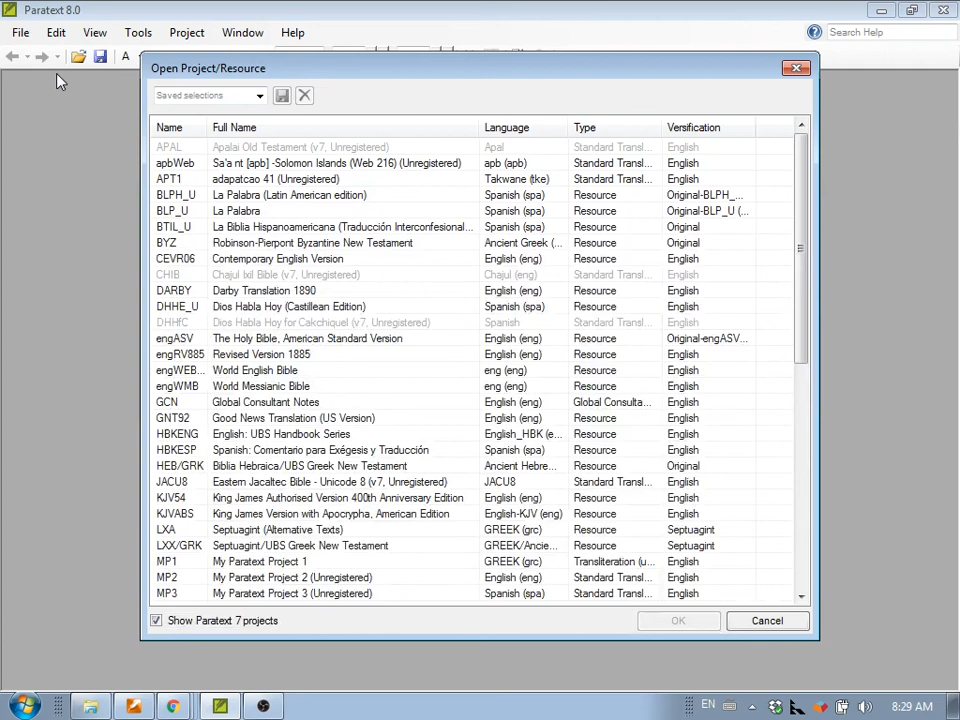 Paratext 8.0
File Edit View Tools Project Window Help Search Help
A
Open Project/Resource
Saved selections
Name Full Name Language Type Versification
APAL Apalai Old Testament (v7, Unregistered) Apal Standard Transl... English
apbWeb Sa'a nt [apb] -Solomon Islands (Web 216) (Unregistered) apb (apb) Standard Transl... English
APT1 adapatcao 41 (Unregistered) Takwane (tke) Standard Transl... English
BLPH_U La Palabra (Latin American edition) Spanish (spa) Resource Original-BLPH_...
BLP_U La Palabra Spanish (spa) Resource Original-BLP_U (...
BTIL_U La Biblia Hispanoamericana (Traducción Interconfesional... Spanish (spa) Resource Original
BYZ Robinson-Pierpont Byzantine New Testament Ancient Greek (... Resource Original
CEVR06 Contemporary English Version English (eng) Resource English
CHIB Chajul Ixil Bible (v7, Unregistered) Chajul (eng) Standard Transl... English
DARBY Darby Translation 1890 English (eng) Resource English
DHHE_U Dios Habla Hoy (Castillean Edition) Spanish (spa) Resource English
DHHfC Dios Habla Hoy for Cakchiquel (v7, Unregistered) Spanish Standard Transl... English
engASV The Holy Bible, American Standard Version English (eng) Resource Original-engASV...
engRV885 Revised Version 1885 English (eng) Resource English
engWEB... World English Bible eng (eng) Resource English
engWMB World Messianic Bible eng (eng) Resource English
GCN Global Consultant Notes English (eng) Global Consulta... English
GNT92 Good News Translation (US Version) English (eng) Resource English
HBKENG English: UBS Handbook Series English_HBK (e... Resource English
HBKESP Spanish: Comentario para Exégesis y Traducción Spanish (spa) Resource English
HEB/GRK Biblia Hebraica/UBS Greek New Testament Ancient Hebre... Resource Original
JACU8 Eastern Jacaltec Bible - Unicode 8 (v7, Unregistered) JACU8 Standard Transl... English
KJV54 King James Authorised Version 400th Anniversary Edition English (eng) Resource English
KJVABS King James Version with Apocrypha, American Edition English-KJV (eng) Resource English
LXA Septuagint (Alternative Texts) GREEK (grc) Resource Septuagint
LXX/GRK Septuagint/UBS Greek New Testament GREEK/Ancie... Resource Septuagint
MP1 My Paratext Project 1 GREEK (grc) Transliteration (u... English
MP2 My Paratext Project 2 (Unregistered) English (eng) Standard Transl... English
MP3 My Paratext Project 3 (Unregistered) Spanish (spa) Standard Transl... English
Show Paratext 7 projects OK Cancel
EN 8:29 AM